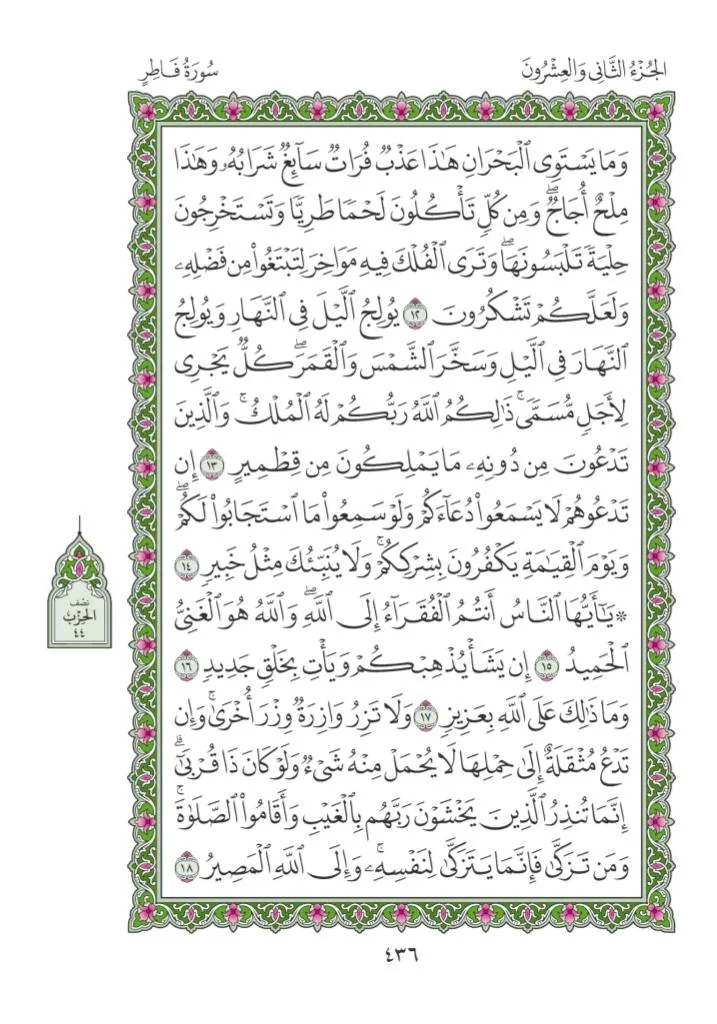 الجُزْءُ الثَّانِي وَالعِشْرُونَ
سُورَةُ فَاطِرٍ
وَمَا يَسْتَوِى ٱلْبَحْرَانِ هَٰذَا عَذْبٌ فُرَاتٌ سَآئِغٌ شَرَابُهُۥ وَهَٰذَا
مِلْحٌ أُجَاجٌۖ وَمِن كُلٍّ تَأْكُلُونَ لَحْمًا طَرِيًّا وَتَسْتَخْرِجُونَ
حِلْيَةً تَلْبَسُونَهَاۖ وَتَرَى ٱلْفُلْكَ فِيهِ مَوَاخِرَ لِتَبْتَغُوا۟ مِن فَضْلِهِۦ
وَلَعَلَّكُمْ تَشْكُرُونَ ١٢ يُولِجُ ٱلَّيْلَ فِى ٱلنَّهَارِ وَيُولِجُ
ٱلنَّهَارَ فِى ٱلَّيْلِ وَسَخَّرَ ٱلشَّمْسَ وَٱلْقَمَرَۖ كُلٌّ يَجْرِى
لِأَجَلٍ مُّسَمًّىۚ ذَٰلِكُمُ ٱللَّهُ رَبُّكُمْ لَهُ ٱلْمُلْكُۚ وَٱلَّذِينَ
تَدْعُونَ مِن دُونِهِۦ مَا يَمْلِكُونَ مِن قِطْمِيرٍ ١٣ إِن
تَدْعُوهُمْ لَا يَسْمَعُوا۟ دُعَآءَكُمْ وَلَوْ سَمِعُوا۟ مَا ٱسْتَجَابُوا۟ لَكُمْۖ
وَيَوْمَ ٱلْقِيَٰمَةِ يَكْفُرُونَ بِشِرْكِكُمْۚ وَلَا يُنَبِّئُكَ مِثْلُ خَبِيرٍ ١٤
۞ يَٰٓأَيُّهَا ٱلنَّاسُ أَنتُمُ ٱلْفُقَرَآءُ إِلَى ٱللَّهِۖ وَٱللَّهُ هُوَ ٱلْغَنِىُّ
ٱلْحَمِيدُ ١٥ إِن يَشَأْ يُذْهِبْكُمْ وَيَأْتِ بِخَلْقٍ جَدِيدٍ ١٦
وَمَا ذَٰلِكَ عَلَى ٱللَّهِ بِعَزِيزٍ ١٧ وَلَا تَزِرُ وَازِرَةٌ وِزْرَ أُخْرَىٰۚ وَإِن
تَدْعُ مُثْقَلَةٌ إِلَىٰ حِمْلِهَا لَا يُحْمَلْ مِنْهُ شَىْءٌ وَلَوْ كَانَ ذَا قُرْبَىٰٓۗ
إِنَّمَا تُنذِرُ ٱلَّذِينَ يَخْشَوْنَ رَبَّهُم بِٱلْغَيْبِ وَأَقَامُوا۟ ٱلصَّلَوٰةَۚ
وَمَن تَزَكَّىٰ فَإِنَّمَا يَتَزَكَّىٰ لِنَفْسِهِۦۚ وَإِلَى ٱللَّهِ ٱلْمَصِيرُ ١٨
نصف
الحزب
٤٤
٤٣٦